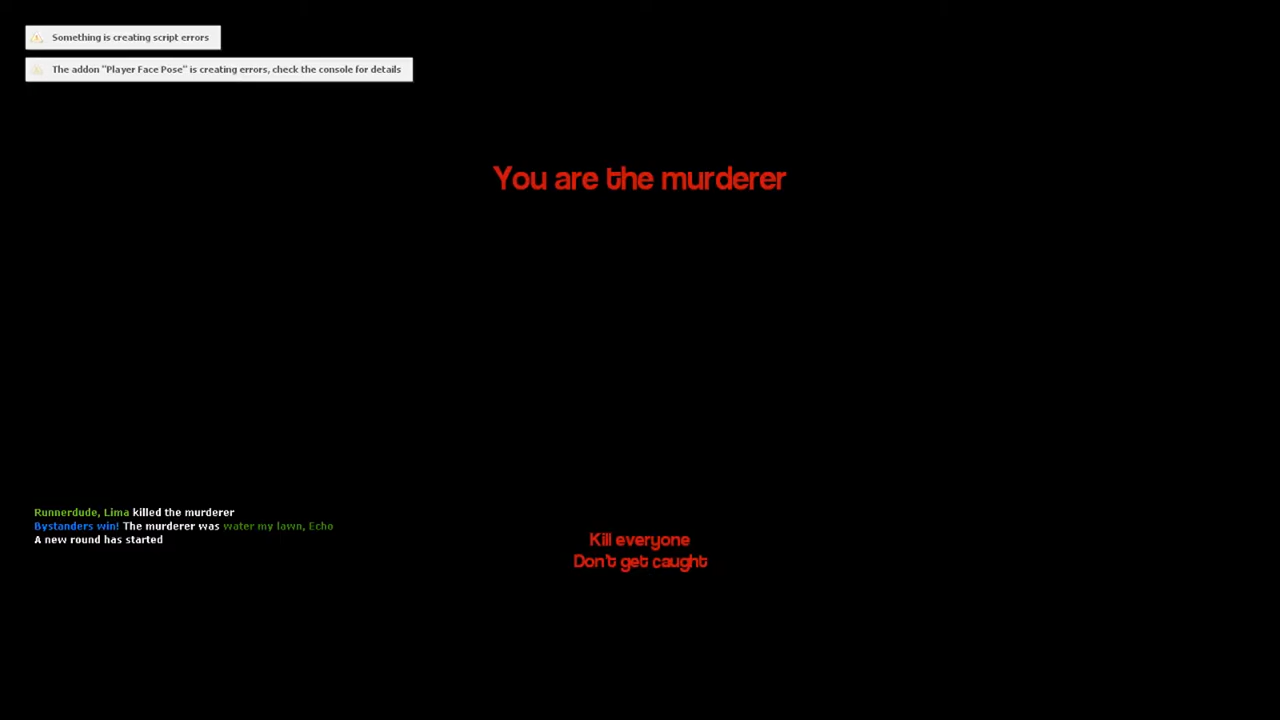 Something is creating script errors
The addon "Player Face Pose" is creating errors, check the console for details
You are the murderer
Runnerdude, Lima killed the murderer
Bystanders win! The murderer was water my lawn, Echo
A new round has started
Kill everyone
Don't get caught